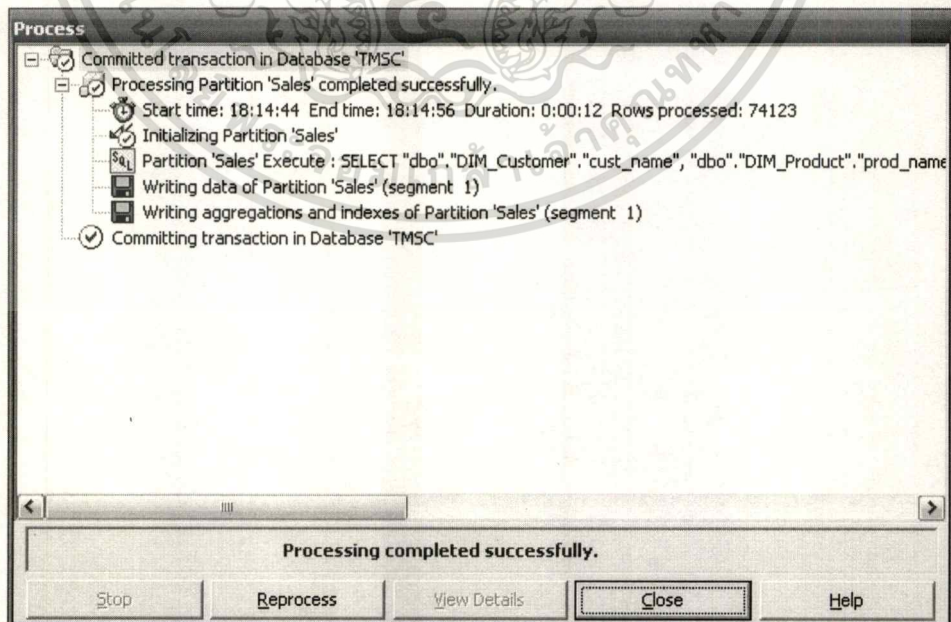 Process
Committed transaction in Database 'TMSC'
Processing Partition 'Sales' completed successfully.
Start time: 18:14:44 End time: 18:14:56 Duration: 0:00:12 Rows processed: 74123
Initializing Partition 'Sales'
SQL Partition 'Sales' Execute : SELECT "dbo"."DIM_Customer"."cust_name", "dbo"."DIM_Product"."prod_name
Writing data of Partition 'Sales' (segment 1)
Writing aggregations and indexes of Partition 'Sales' (segment 1)
Committing transaction in Database 'TMSC'
Processing completed successfully.
Stop Reprocess View Details Close Help